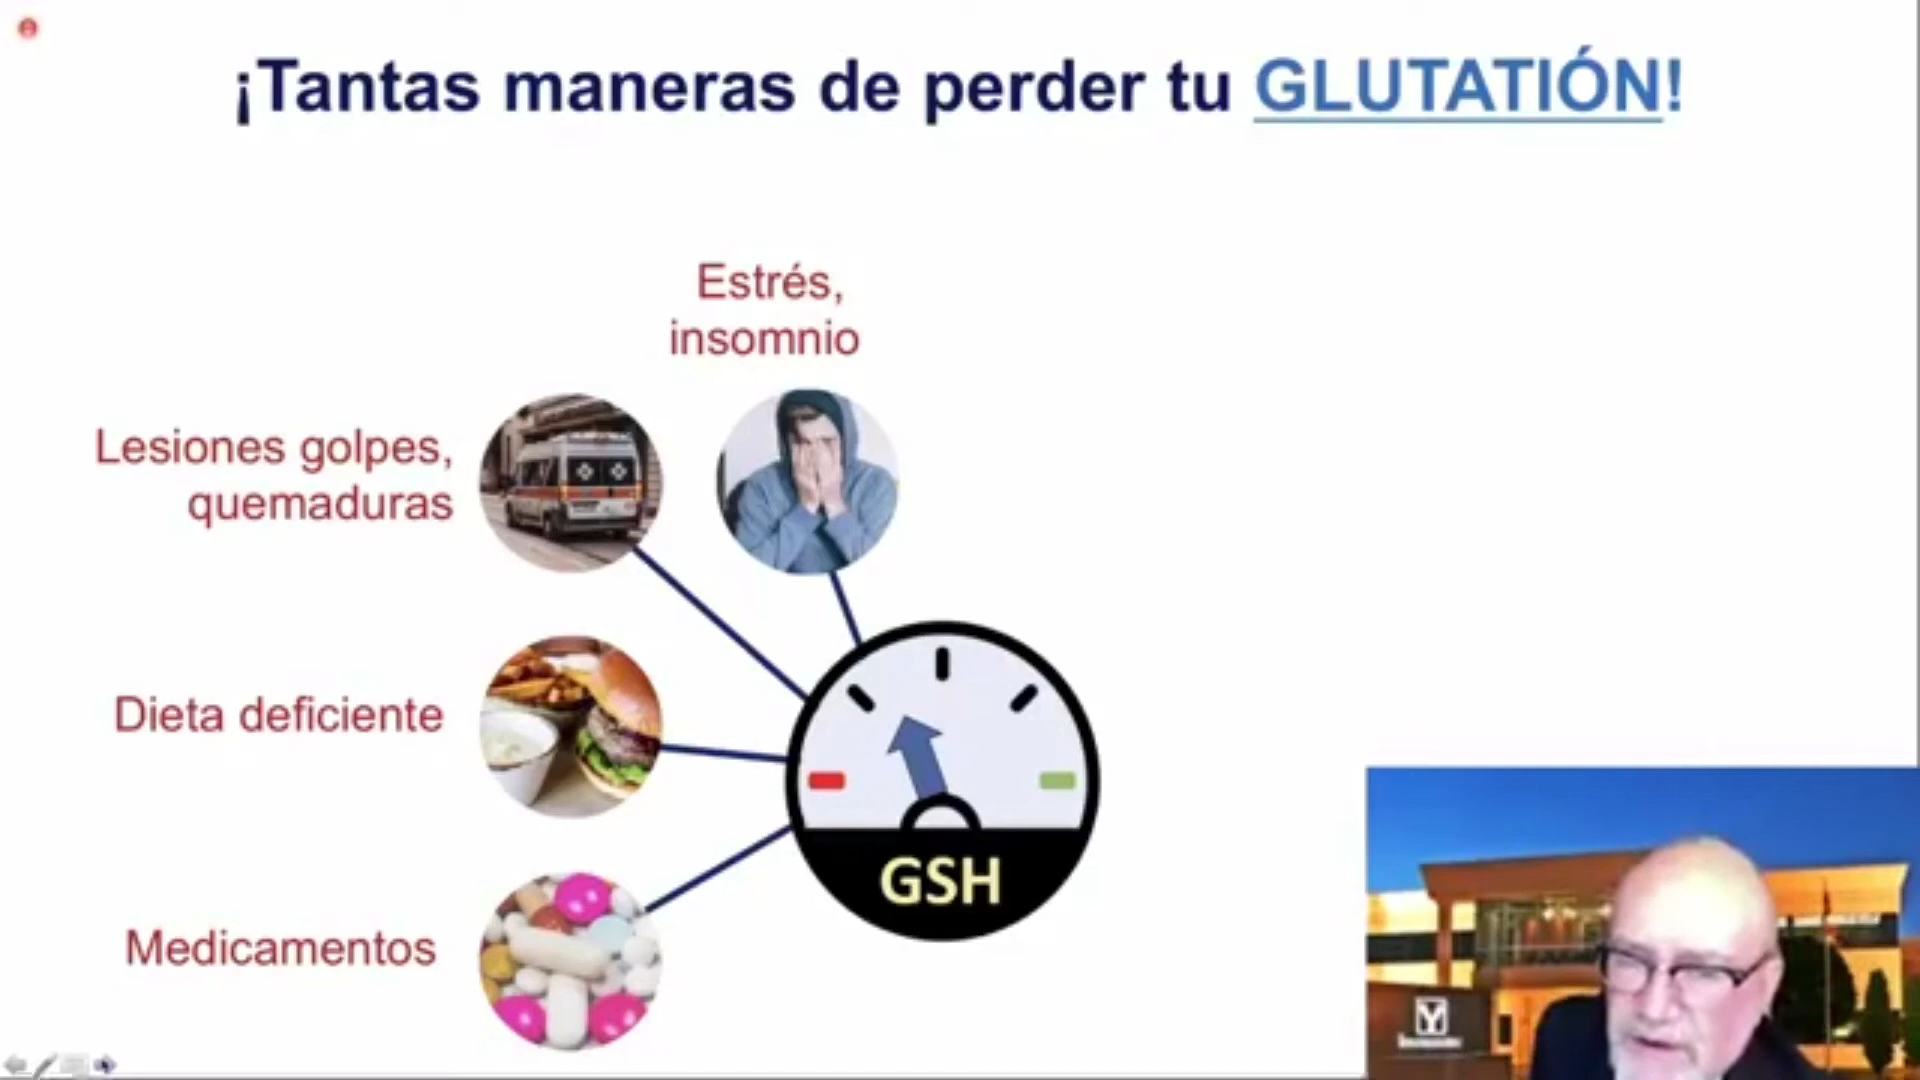 ¡Tantas maneras de perder tu GLUTATIÓN!
Estrés,
insomnio
Lesiones golpes,
quemaduras
Dieta deficiente
Medicamentos
GSH